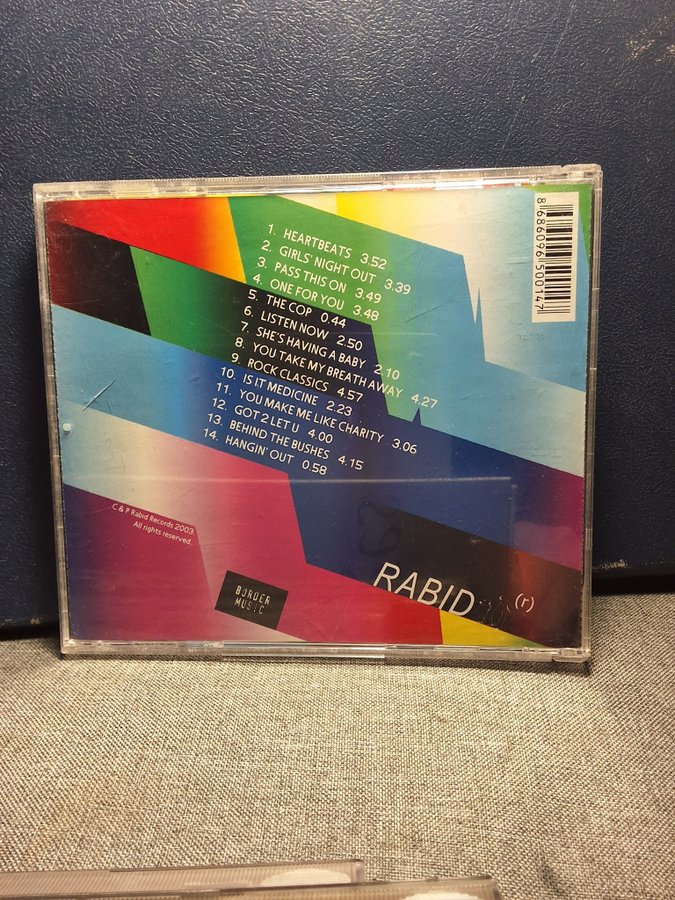 1. HEARTBEATS 3.52
2. GIRLS' NIGHT OUT 3.39
3. PASS THIS ON 3.49
4. ONE FOR YOU 3.48
5. THE COP 0.44
6. LISTEN NOW 2.50
7. SHE'S HAVING A BABY 2.10
8. YOU TAKE MY BREATH AWAY 4.27
9. ROCK CLASSICS 4.57
10. IS IT MEDICINE 2.23
11. YOU MAKE ME LIKE CHARITY 3.06
12. GOT 2 LET U 4.00
13. BEHIND THE BUSHES 4.15
14. HANGIN' OUT 0.58
8686096500147
C & P Rabid Records 2003.
All rights reserved.
BORDER
MUSIC
RABID (r)